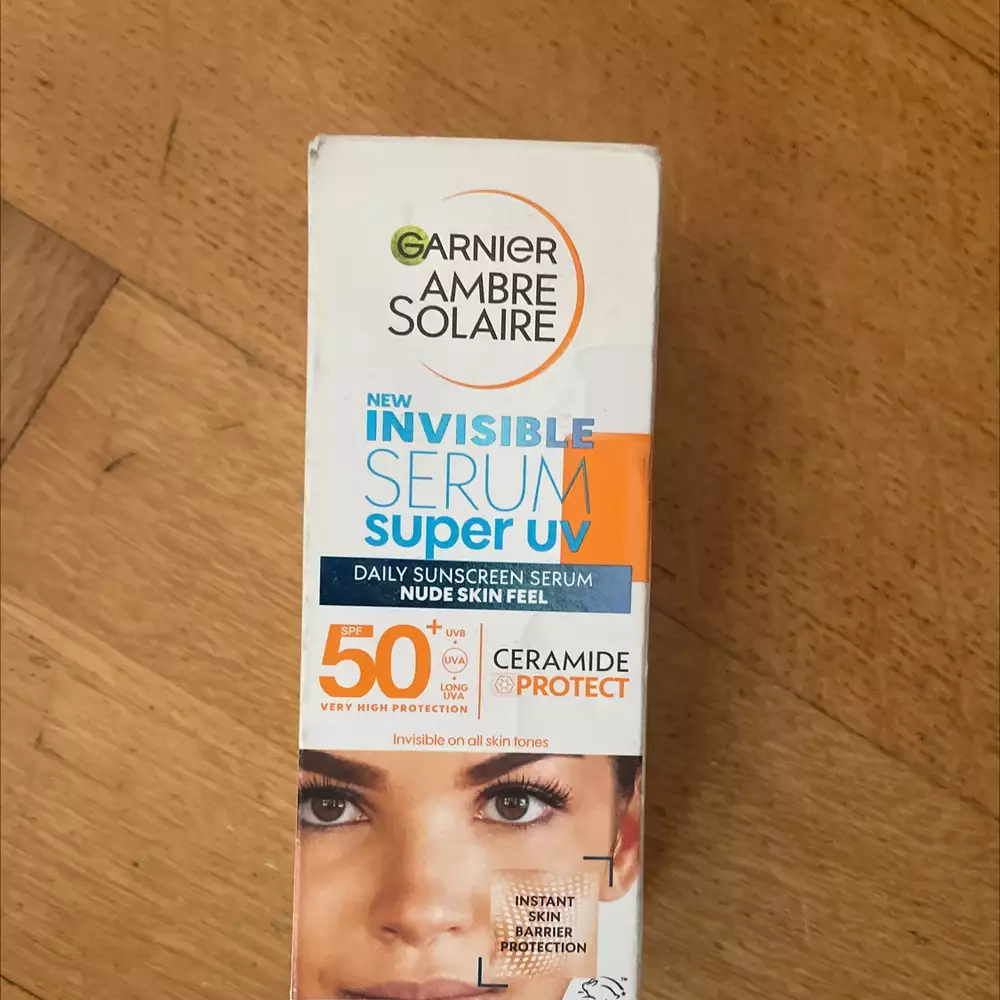 GARNIER
AMBRE
SOLAIRE
NEW
INVISIBLE
SERUM
super uv
DAILY SUNSCREEN SERUM
NUDE SKIN FEEL
SPF
50+
UVB
+
UVA
+
LONG
UVA
VERY HIGH PROTECTION
CERAMIDE
PROTECT
Invisible on all skin tones
INSTANT
SKIN
BARRIER
PROTECTION
TM